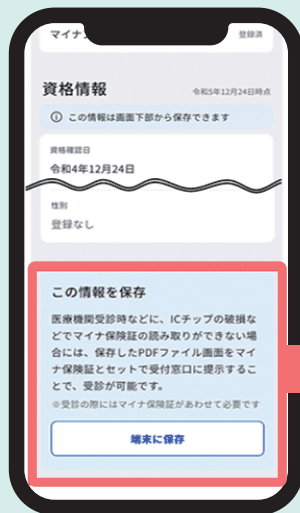 マイナ
登録済
資格情報
令和5年12月24日時点
この情報は画面下部から保存できます
資格確認日
令和4年12月24日
性別
登録なし
この情報を保存
医療機関受診時などに、ICチップの破損な
どでマイナ保険証の読み取りができない場
合には、保存したPDFファイル画面をマイ
ナ保険証とセットで受付窓口に提示するこ
とで、受診が可能です。
※受診の際にはマイナ保険証があわせて必要です
端末に保存